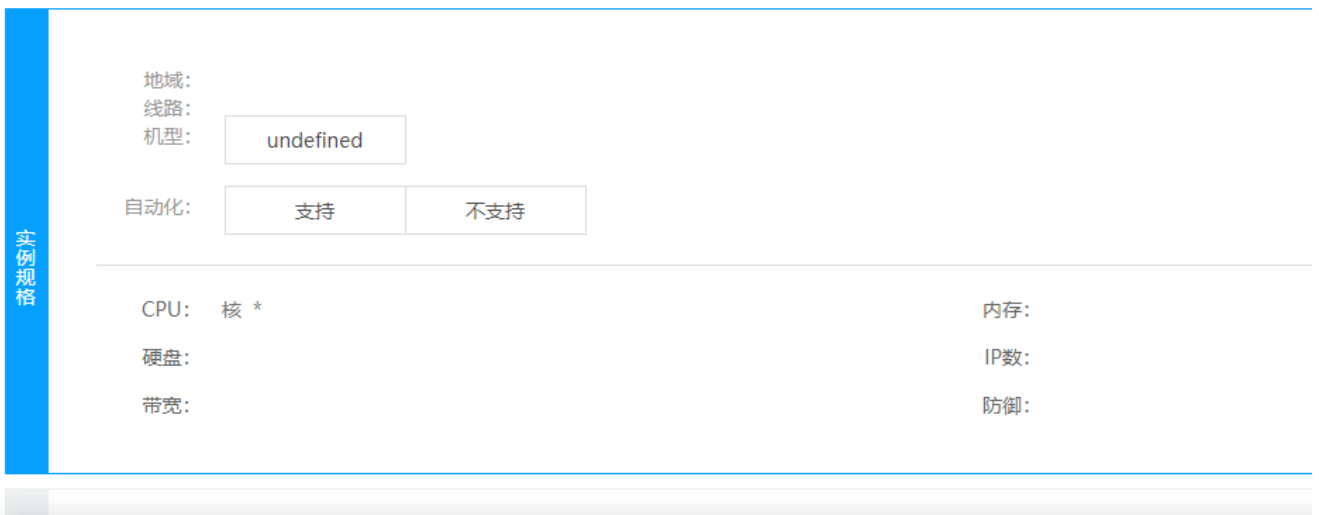 地域：
线路：
机型： undefined
自动化： 支持 不支持
实例规格
CPU： 核 * 内存：
硬盘： IP数：
带宽： 防御：